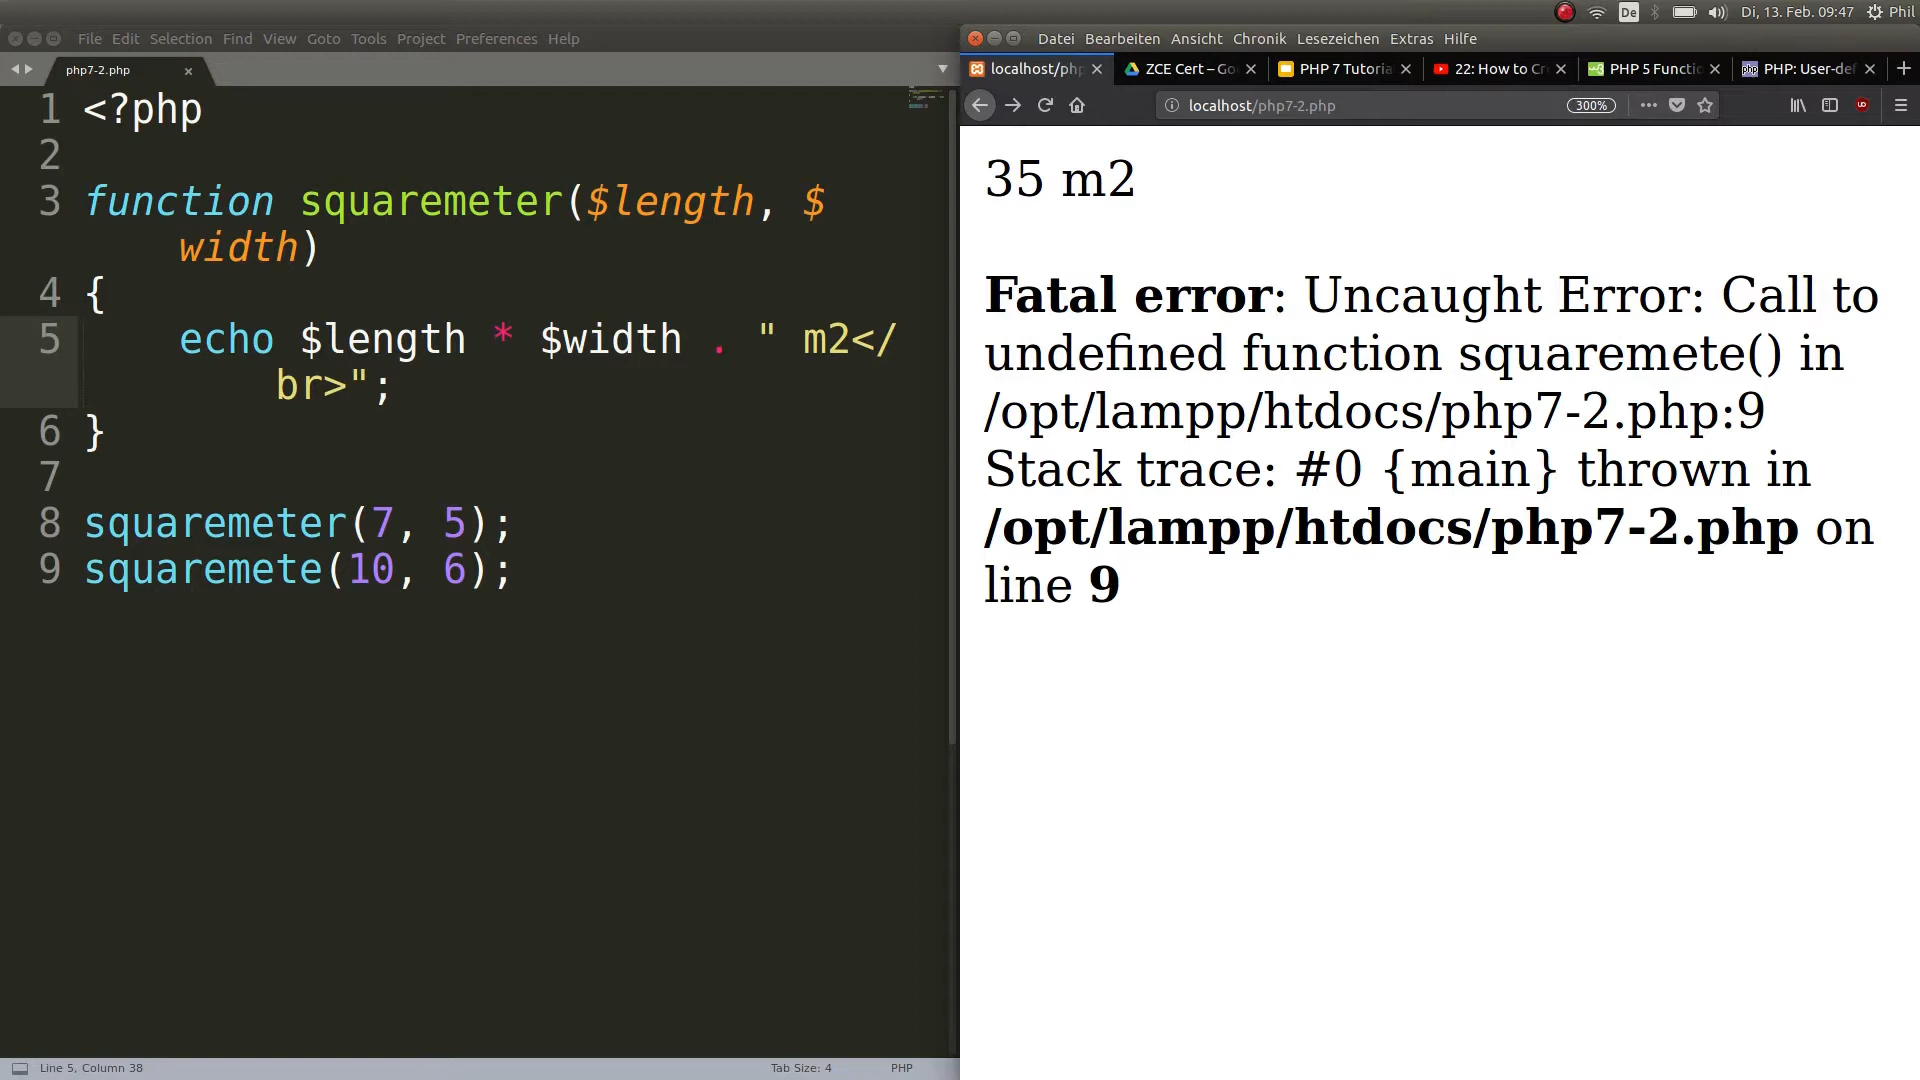 De
Di, 13. Feb. 09:47
Phil
File Edit Selection Find View Goto Tools Project Preferences Help
Datei Bearbeiten Ansicht Chronik Lesezeichen Extras Hilfe
php7-2.php
localhost/php
ZCE Cert – Go
PHP 7 Tutoria
22: How to Cr
PHP 5 Functio
PHP: User-def
localhost/php7-2.php
300%
1 <?php
2
3 function squaremeter($length, $
width)
4 {
5 echo $length * $width . " m2</
br>";
6 }
7
8 squaremeter(7, 5);
9 squaremete(10, 6);
35 m2
Fatal error: Uncaught Error: Call to
undefined function squaremete() in
/opt/lampp/htdocs/php7-2.php:9
Stack trace: #0 {main} thrown in
/opt/lampp/htdocs/php7-2.php on
line 9
Line 5, Column 38
Tab Size: 4
PHP